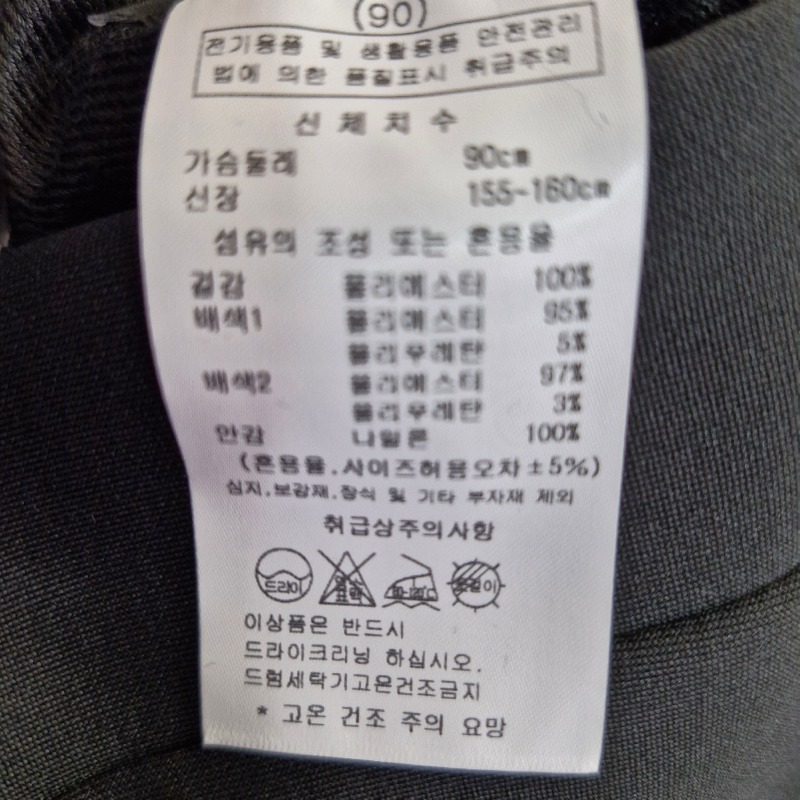 (90)
전기용품 및 생활용품 안전관리
법에 의한 품질표시 취급주의
신체치수
가슴둘레 90cm
신장 155~160cm
섬유의 조성 또는 혼용율
겉감 폴리에스터 100%
배색1 폴리에스터 95%
폴리우레탄 5%
배색2 폴리에스터 97%
폴리우레탄 3%
안감 나일론 100%
(혼용율.사이즈허용오차±5%)
심지,보강재,장식 및 기타 부자재 제외
취급상주의사항
드라이 염소표백 옷걸이
이상품은 반드시
드라이크리닝 하십시오.
드럼세탁기고온건조금지
* 고온 건조 주의 요망